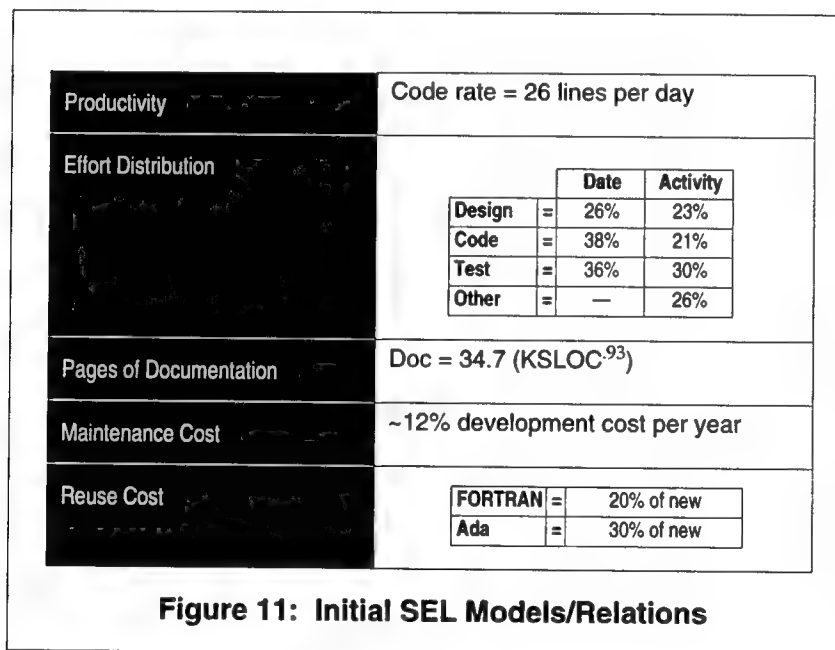 Productivity Code rate = 26 lines per day
Effort Distribution
Date Activity
Design = 26% 23%
Code = 38% 21%
Test = 36% 30%
Other = — 26%
Pages of Documentation Doc = 34.7 (KSLOC^.93)
Maintenance Cost ~12% development cost per year
Reuse Cost
FORTRAN = 20% of new
Ada = 30% of new
Figure 11: Initial SEL Models/Relations